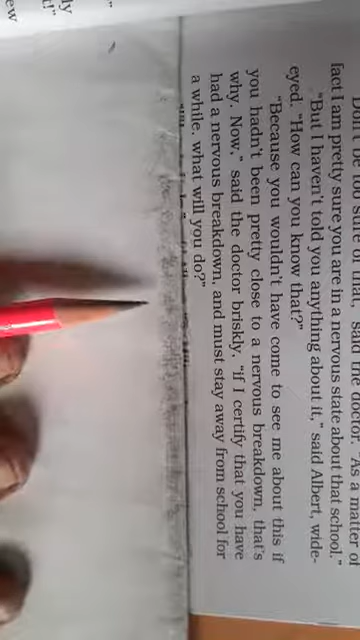 Don't be too sure of that," said the doctor. "As a matter of
fact I am pretty sure you are in a nervous state about that school."
"But I haven't told you anything about it," said Albert, wide-
eyed. "How can you know that?"
"Because you wouldn't have come to see me about this if
you hadn't been pretty close to a nervous breakdown, that's
why. Now," said the doctor briskly, "if I certify that you have
had a nervous breakdown, and must stay away from school for
a while, what will you do?"